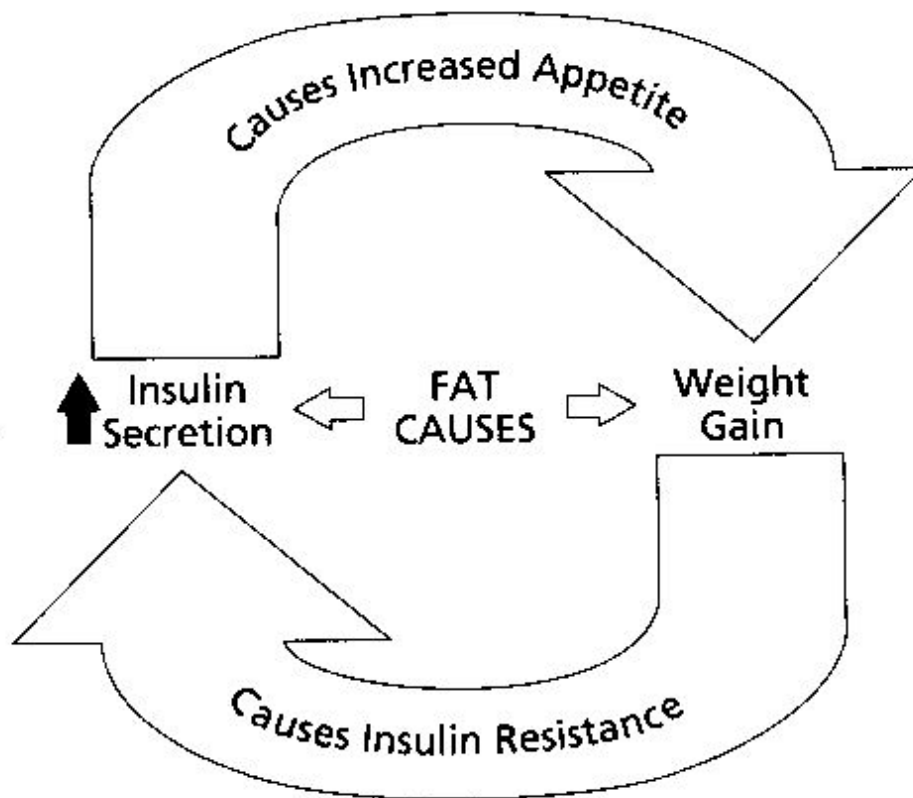 Causes Increased Appetite
Insulin
Secretion
FAT
CAUSES
Weight
Gain
Causes Insulin Resistance